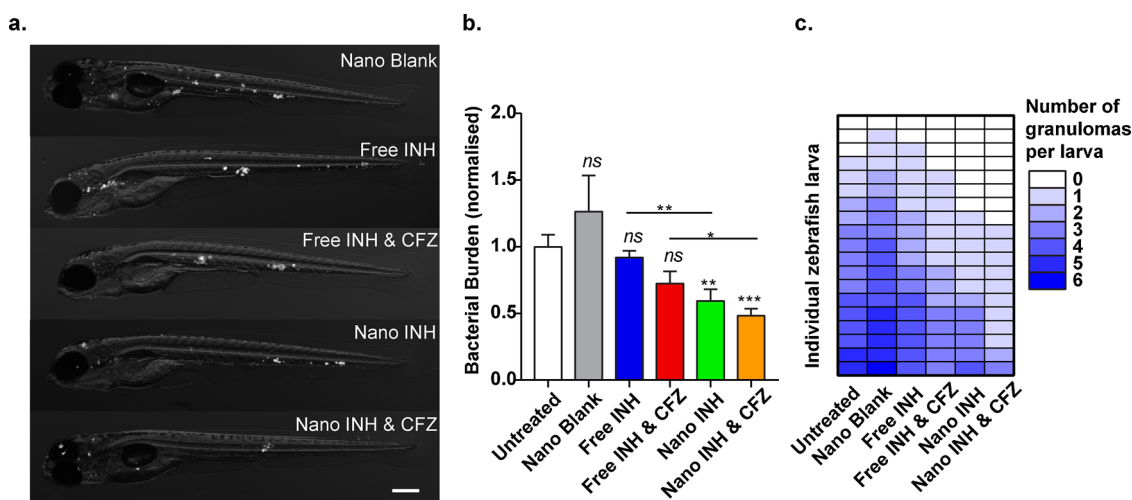 a.
Nano Blank
Free INH
Free INH & CFZ
Nano INH
Nano INH & CFZ
b.
Bacterial Burden (normalised)
2.0
1.5
1.0
0.5
0.0
ns
ns
ns
**
*
**
***
Untreated
Nano Blank
Free INH
Free INH & CFZ
Nano INH
Nano INH & CFZ
c.
Individual zebrafish larva
Untreated
Nano Blank
Free INH
Free INH & CFZ
Nano INH
Nano INH & CFZ
Number of
granulomas
per larva
0
1
2
3
4
5
6